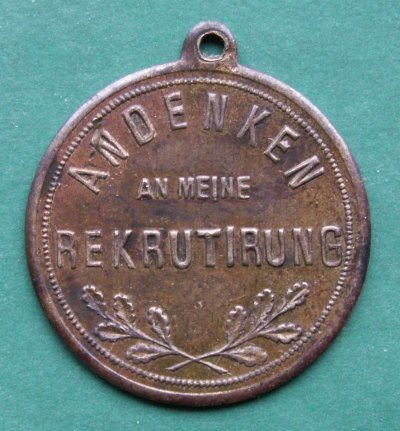 ANDENKEN
AN MEINE
REKRUTIRUNG